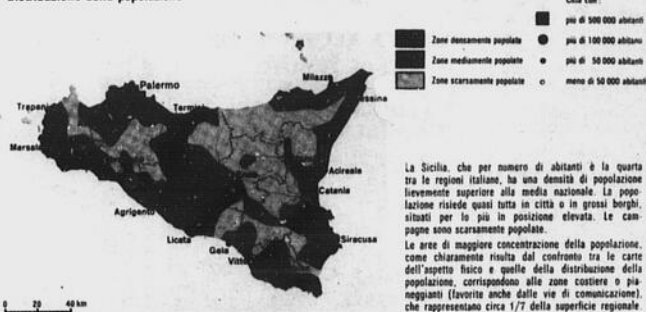 Città con:
più di 500 000 abitanti
Zone densamente popolate
più di 100 000 abitanti
Zone mediamente popolate
più di 50 000 abitanti
Zone scarsamente popolate
meno di 50 000 abitanti
Palermo
Milazzo
Trapani
Termini
Messina
Marsala
Acireale
Catania
Agrigento
Licata
Gela
Siracusa
0 20 40 km
La Sicilia, che per numero di abitanti è la quarta
tra le regioni italiane, ha una densità di popolazione
lievemente superiore alla media nazionale. La popo-
lazione risiede quasi tutta in città o in grossi borghi,
situati per lo più in posizione elevata. Le cam-
pagne sono scarsamente popolate.
Le aree di maggiore concentrazione della popolazione,
come chiaramente risulta dal confronto tra le carte
dell'aspetto fisico e quelle della distribuzione della
popolazione, corrispondono alle zone costiere o pia-
neggianti (favorite anche dalle vie di comunicazione),
che rappresentano circa 1/7 della superficie regionale.